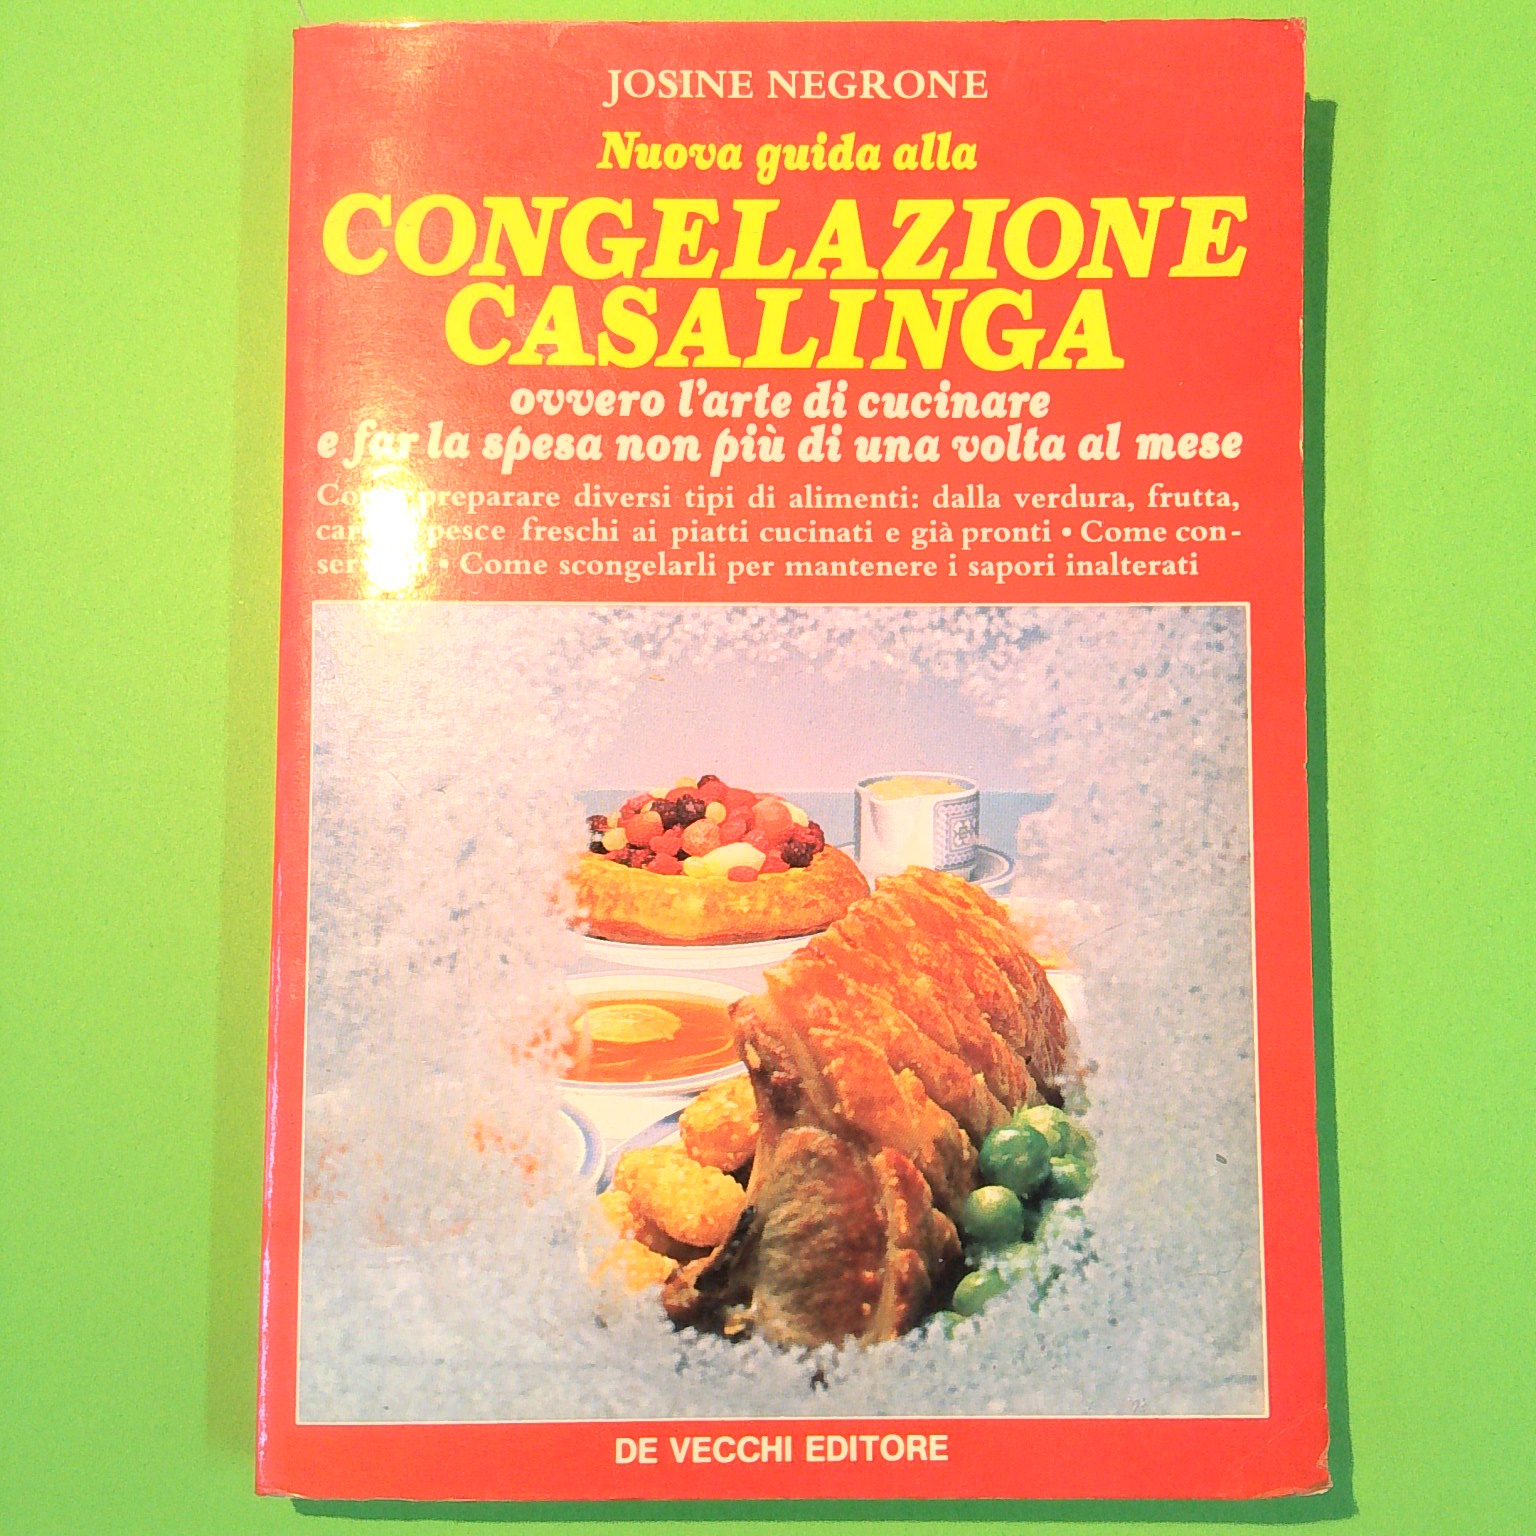 JOSINE NEGRONE
Nuova guida alla
CONGELAZIONE
CASALINGA
ovvero l'arte di cucinare
e far la spesa non più di una volta al mese
preparare diversi tipi di alimenti: dalla verdura, frutta,
pesce freschi ai piatti cucinati e già pronti • Come con-
• Come scongelarli per mantenere i sapori inalterati
DE VECCHI EDITORE